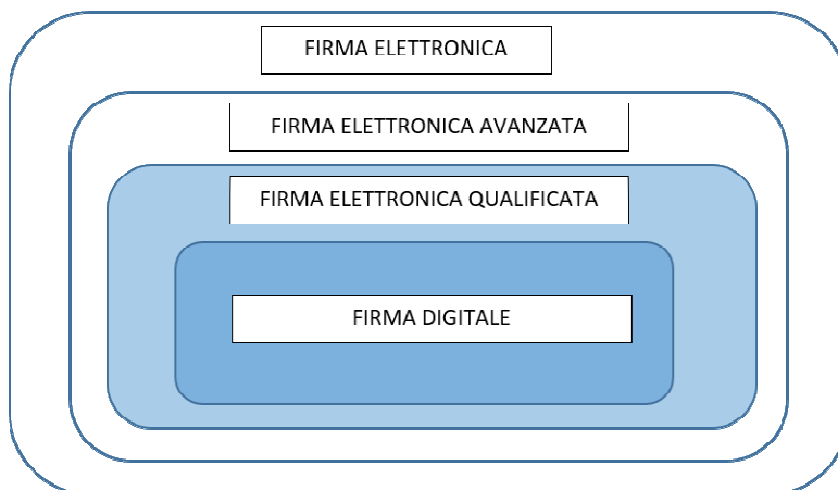 FIRMA ELETTRONICA
FIRMA ELETTRONICA AVANZATA
FIRMA ELETTRONICA QUALIFICATA
FIRMA DIGITALE